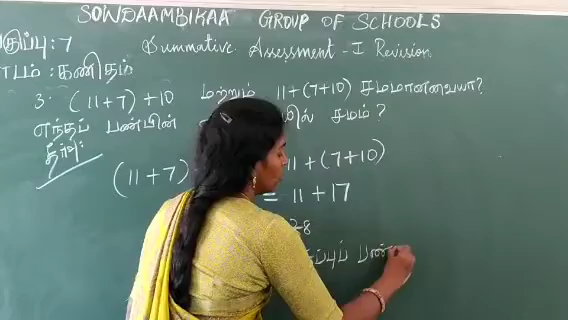 SOWDAAMBIKAA GROUP OF SCHOOLS
வகுப்பு : 7 Summative Assessment - I Revision
பாடம் : கணிதம்
3. (11+7)+10 மற்றும் 11+(7+10) சமமானவையா?
எந்தப் பண்பின் சமம் ?
தீர்வு:
(11+7) 11+(7+10)
= 11+17
28